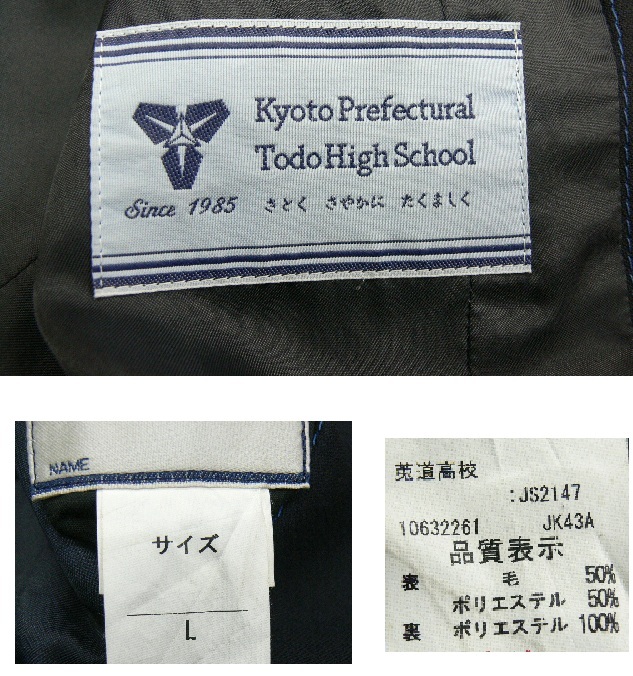 Kyoto Prefectural
Todo High School
Since 1985 さとく さやかに たくましく
NAME
サイズ
L
莵道高校
:JS2147
10632261 JK43A
品質表示
表 毛 50%
ポリエステル 50%
裏 ポリエステル 100%